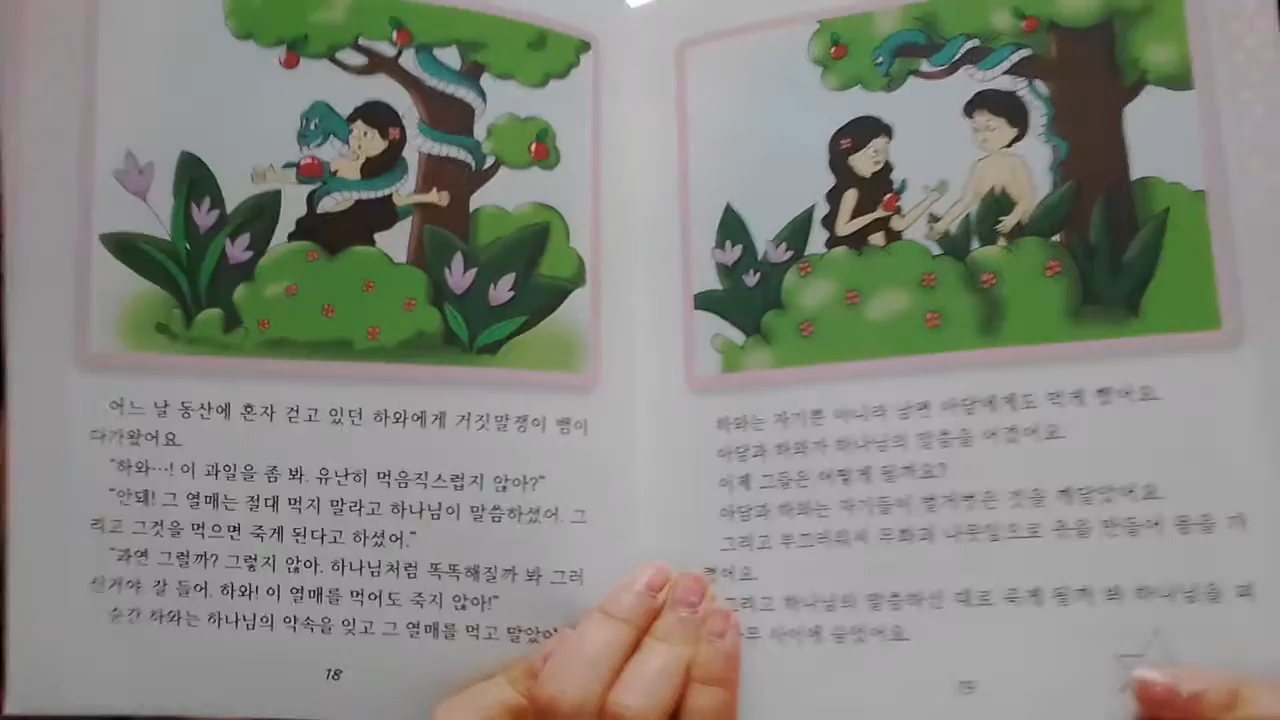 어느 날 동산에 혼자 걷고 있던 하와에게 거짓말쟁이 뱀이
다가왔어요.
"하와…! 이 과일을 좀 봐. 유난히 먹음직스럽지 않아?"
"안돼! 그 열매는 절대 먹지 말라고 하나님이 말씀하셨어. 그
리고 그것을 먹으면 죽게 된다고 하셨어."
"과연 그럴까? 그렇지 않아. 하나님처럼 똑똑해질까 봐 그러
신거야. 잘 들어, 하와! 이 열매를 먹어도 죽지 않아!"
순간 하와는 하나님의 약속을 잊고 그 열매를 먹고 말았어
18
하와는 자기뿐 아니라 남편 아담에게도 먹게 했어요.
아담과 하와가 하나님의 말씀을 어겼어요.
이제 그들은 어떻게 될까요?
아담과 하와는 자기들이 벌거벗은 것을 깨달았어요.
그리고 부끄러워서 무화과 나뭇잎으로 옷을 만들어 몸을 가
렸어요.
그리고 하나님의 말씀하신 대로 죽게 될까 봐 하나님을 피
사이에 숨었어요.
19